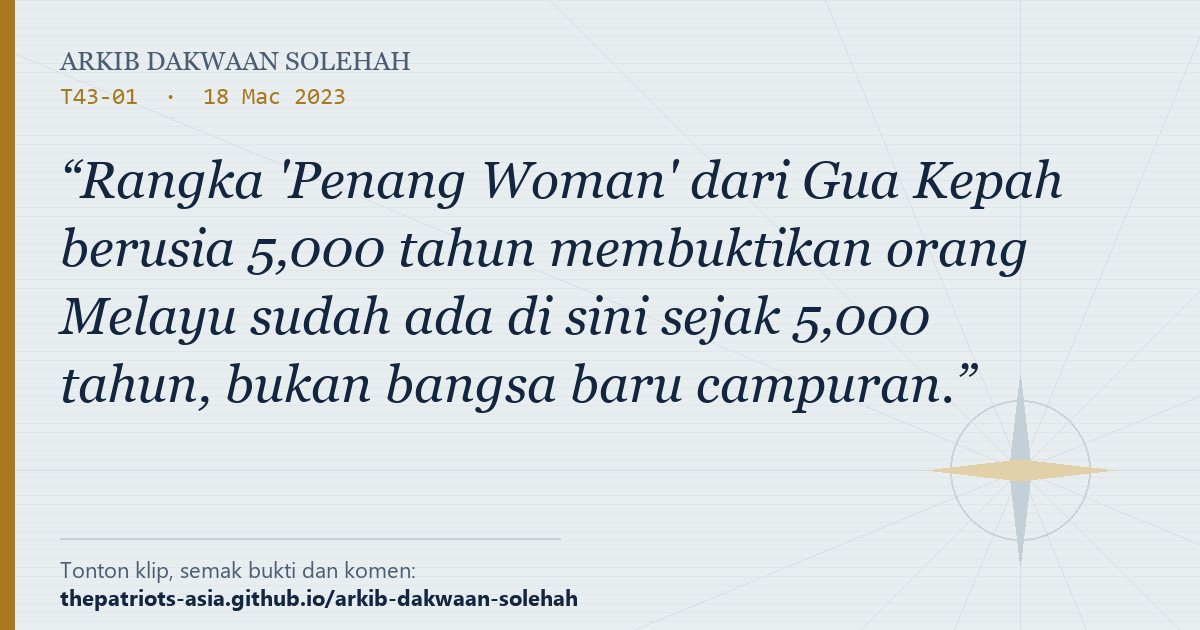 ARKIB DAKWAAN SOLEHAH
T43-01 · 18 Mac 2023
“Rangka 'Penang Woman' dari Gua Kepah
berusia 5,000 tahun membuktikan orang
Melayu sudah ada di sini sejak 5,000
tahun, bukan bangsa baru campuran.”
Tonton klip, semak bukti dan komen:
thepatriots-asia.github.io/arkib-dakwaan-solehah